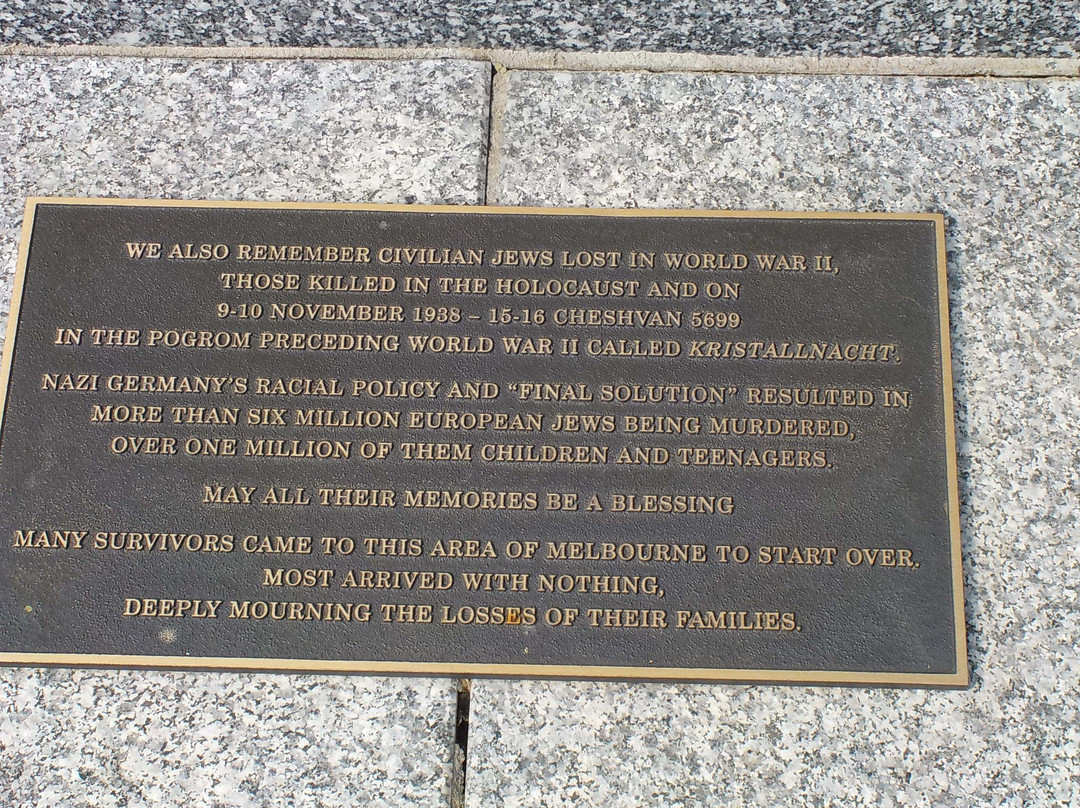 WE ALSO REMEMBER CIVILIAN JEWS LOST IN WORLD WAR II,
THOSE KILLED IN THE HOLOCAUST AND ON
9-10 NOVEMBER 1938 – 15-16 CHESHVAN 5699
IN THE POGROM PRECEDING WORLD WAR II CALLED KRISTALLNACHT.
NAZI GERMANY'S RACIAL POLICY AND “FINAL SOLUTION” RESULTED IN
MORE THAN SIX MILLION EUROPEAN JEWS BEING MURDERED,
OVER ONE MILLION OF THEM CHILDREN AND TEENAGERS.
MAY ALL THEIR MEMORIES BE A BLESSING
MANY SURVIVORS CAME TO THIS AREA OF MELBOURNE TO START OVER.
MOST ARRIVED WITH NOTHING,
DEEPLY MOURNING THE LOSSES OF THEIR FAMILIES.